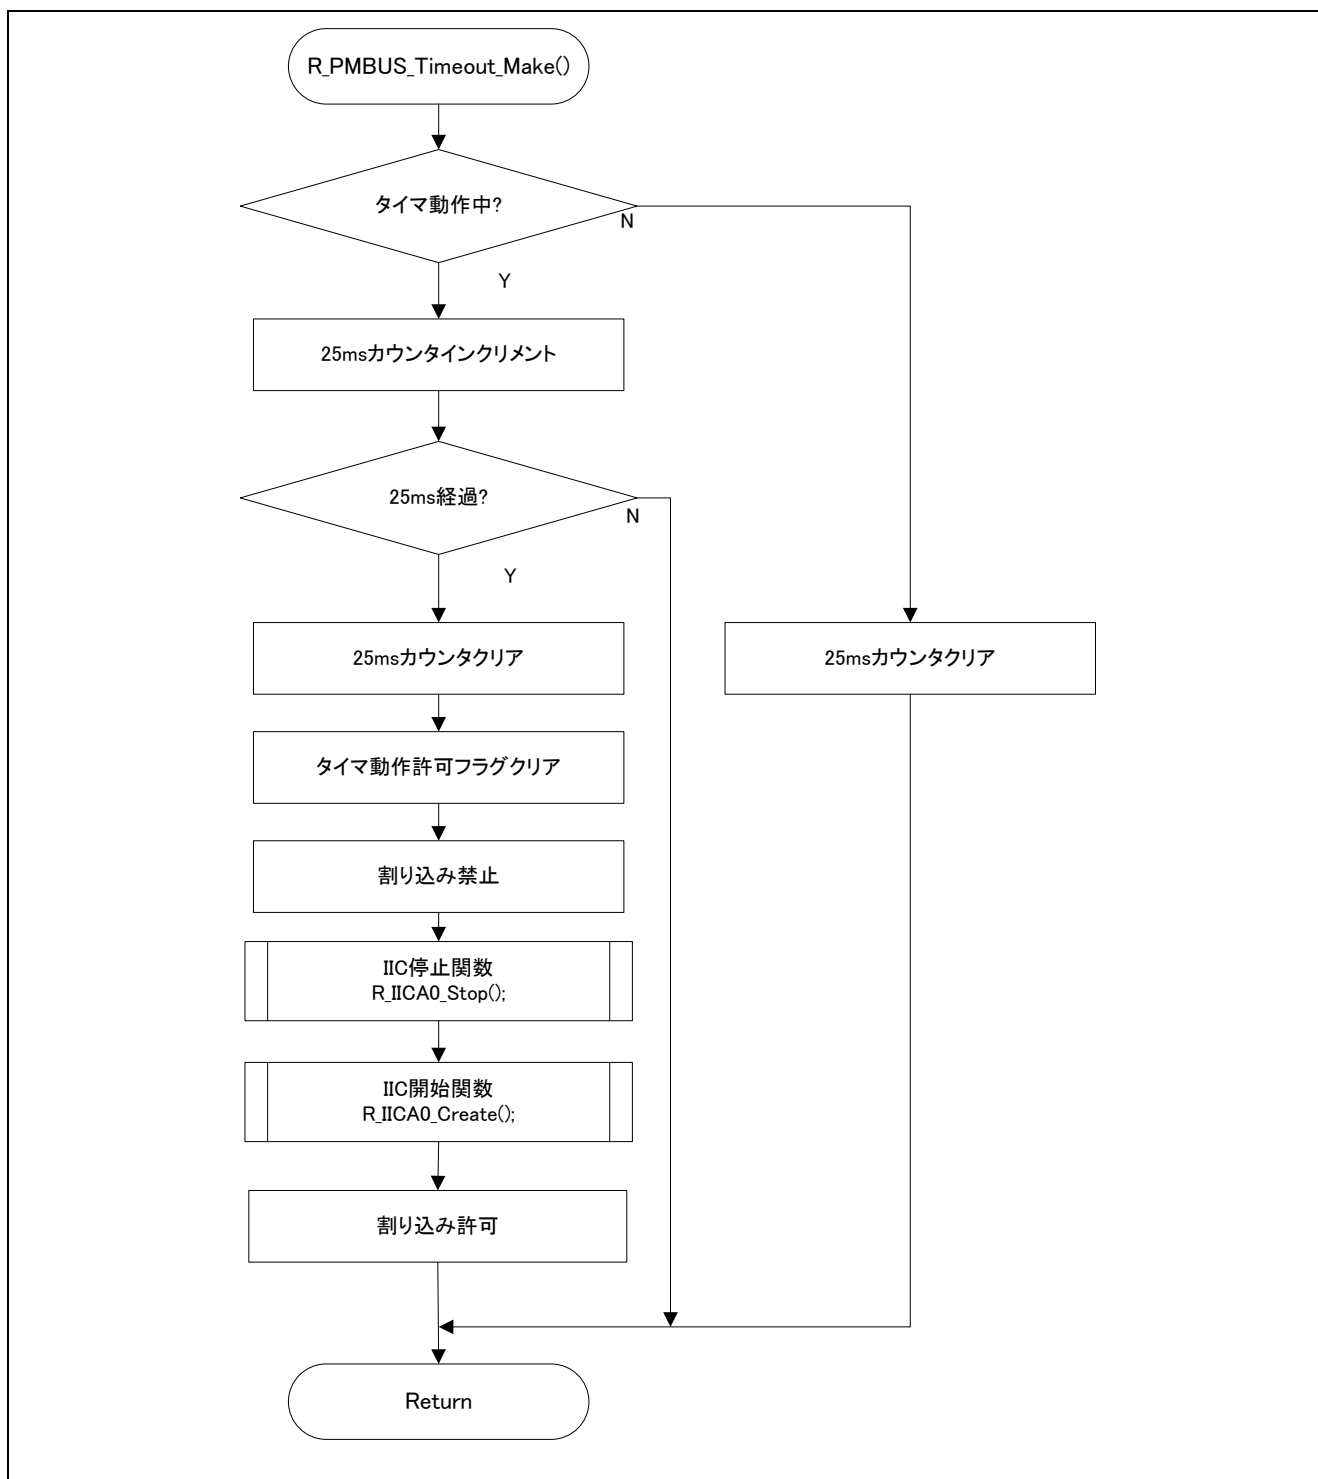 R_PMBUS_Timeout_Make()
タイマ動作中?
N
Y
25msカウンタインクリメント
25ms経過?
N
Y
25msカウンタクリア
25msカウンタクリア
タイマ動作許可フラグクリア
割り込み禁止
IIC停止関数
R_IICA0_Stop();
IIC開始関数
R_IICA0_Create();
割り込み許可
Return